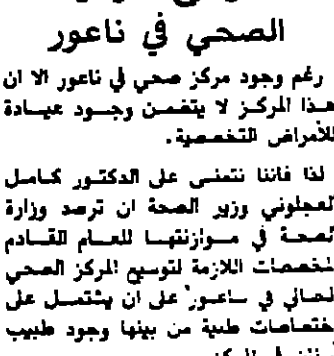 الصحي في ناعور
رغم وجود مركز صحي في ناعور الا ان
هذا المركز لا يتضمن وجود عيادة
للأمراض التخصصية .
لذا فاننا نتمنى على الدكتور كامل
العجلوني وزير الصحة ان ترصد وزارة
الصحة في موازنتها للعام القادم
المخصصات اللازمة لتوسيع المركز الصحي
الحالي في ناعور على ان يشتمل على
اختصاصات طبية من بينها وجود طبيب